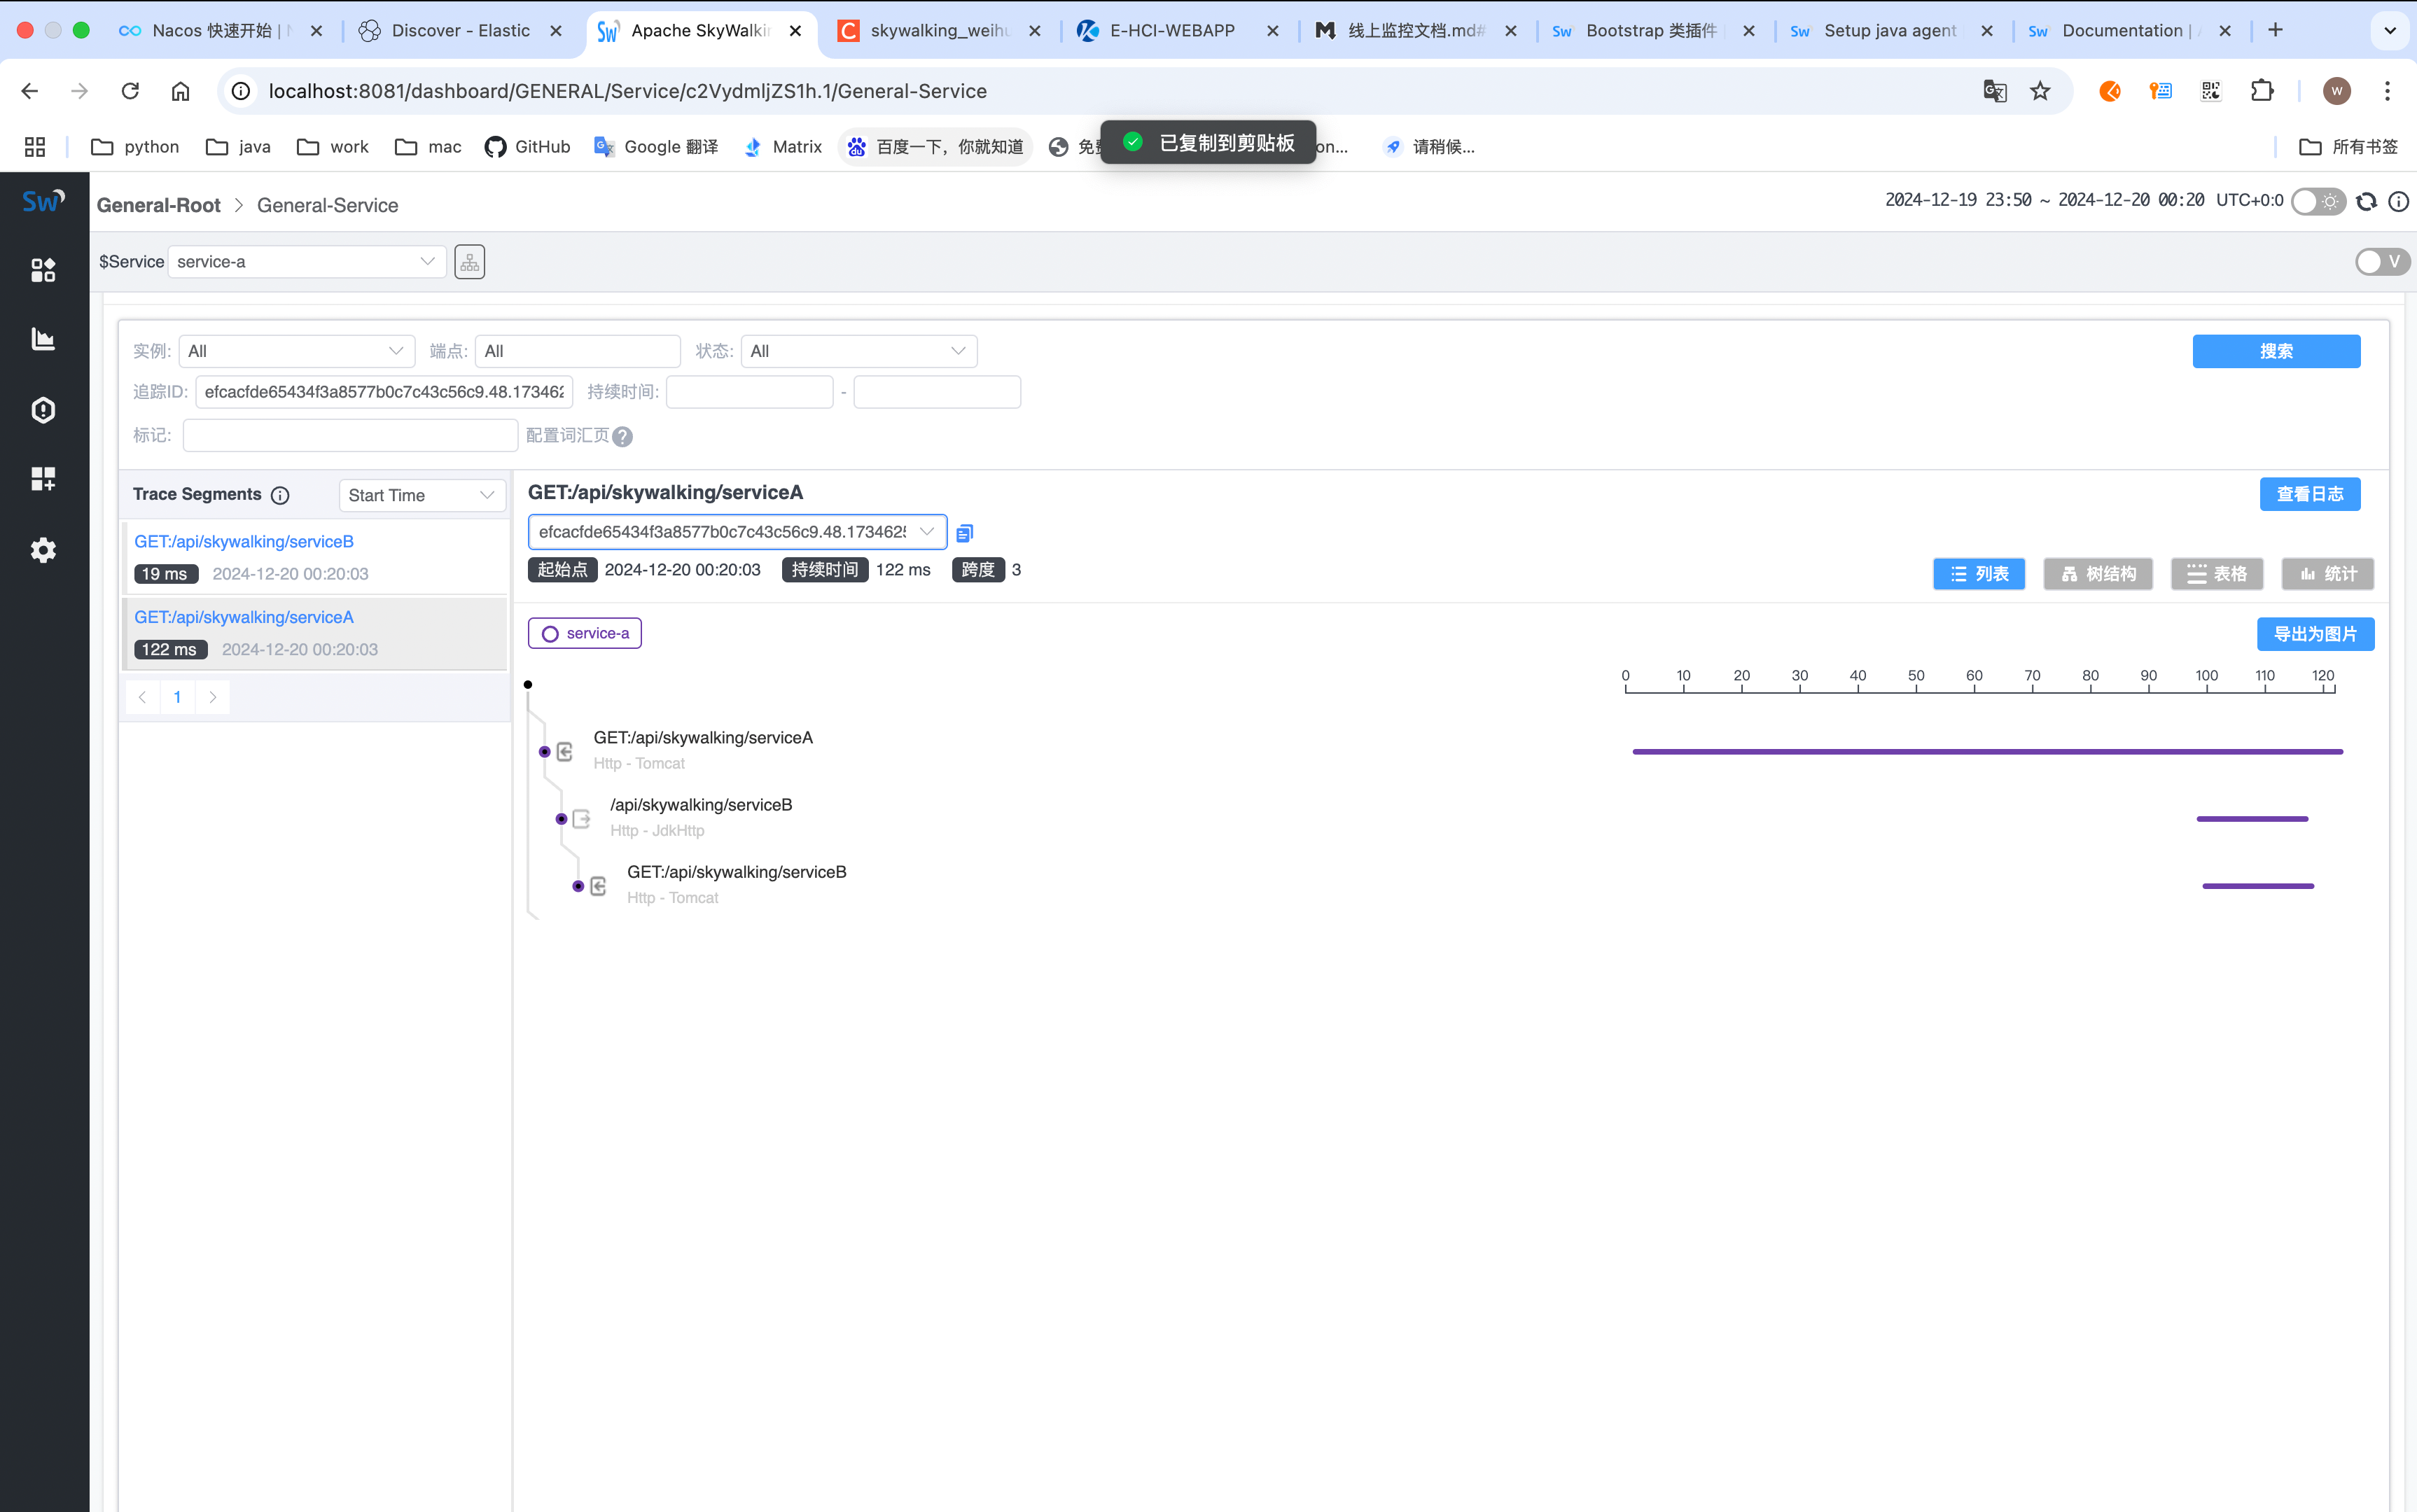 Nacos 快速开始 |
Discover - Elastic
Apache SkyWalkin
skywalking_weihu
E-HCI-WEBAPP
线上监控文档.md#
Bootstrap 类插件
Setup java agent
Documentation |
localhost:8081/dashboard/GENERAL/Service/c2VydmljZS1h.1/General-Service
W
python
java
work
mac
GitHub
Google 翻译
Matrix
百度一下，你就知道
已复制到剪贴板
on...
请稍候...
所有书签
Sw
General-Root > General-Service
2024-12-19 23:50 ~ 2024-12-20 00:20 UTC+0:0
$Service service-a
V
实例: All 端点: All 状态: All 搜索
追踪ID: efcacfde65434f3a8577b0c7c43c56c9.48.17346 持续时间: -
标记: 配置词汇页
Trace Segments Start Time
GET:/api/skywalking/serviceB
19 ms 2024-12-20 00:20:03
GET:/api/skywalking/serviceA
122 ms 2024-12-20 00:20:03
1
GET:/api/skywalking/serviceA
查看日志
efcacfde65434f3a8577b0c7c43c56c9.48.173462
起始点 2024-12-20 00:20:03 持续时间 122 ms 跨度 3
列表 树结构 表格 统计
service-a
导出为图片
0 10 20 30 40 50 60 70 80 90 100 110 120
GET:/api/skywalking/serviceA
Http - Tomcat
/api/skywalking/serviceB
Http - JdkHttp
GET:/api/skywalking/serviceB
Http - Tomcat